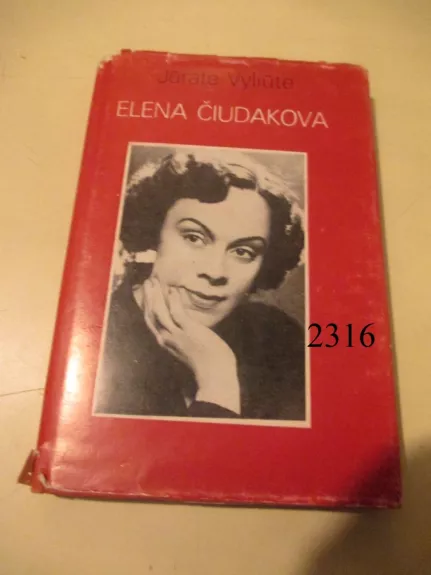 Jūratė Vyliūtė
ELENA ČIUDAKOVA
2316